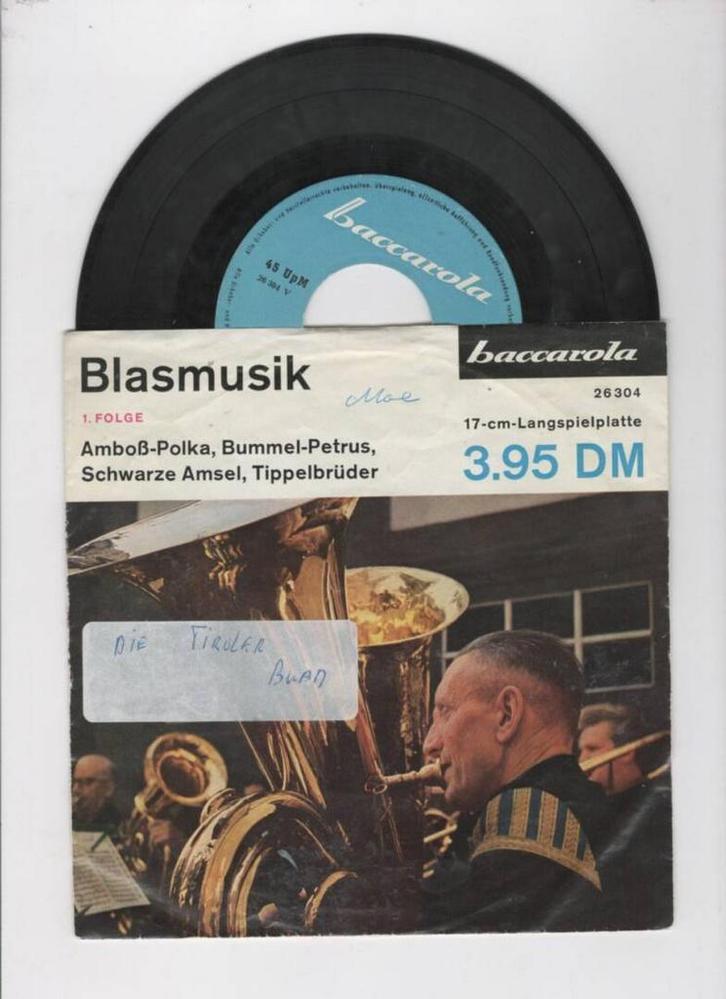 baccarola
45 UpM
26 304 V
Blasmusik
baccarola
26304
1. FOLGE
17-cm-Langspielplatte
Amboß-Polka, Bummel-Petrus,
Schwarze Amsel, Tippelbrüder
3.95 DM
DIE TIROLER
BUAM